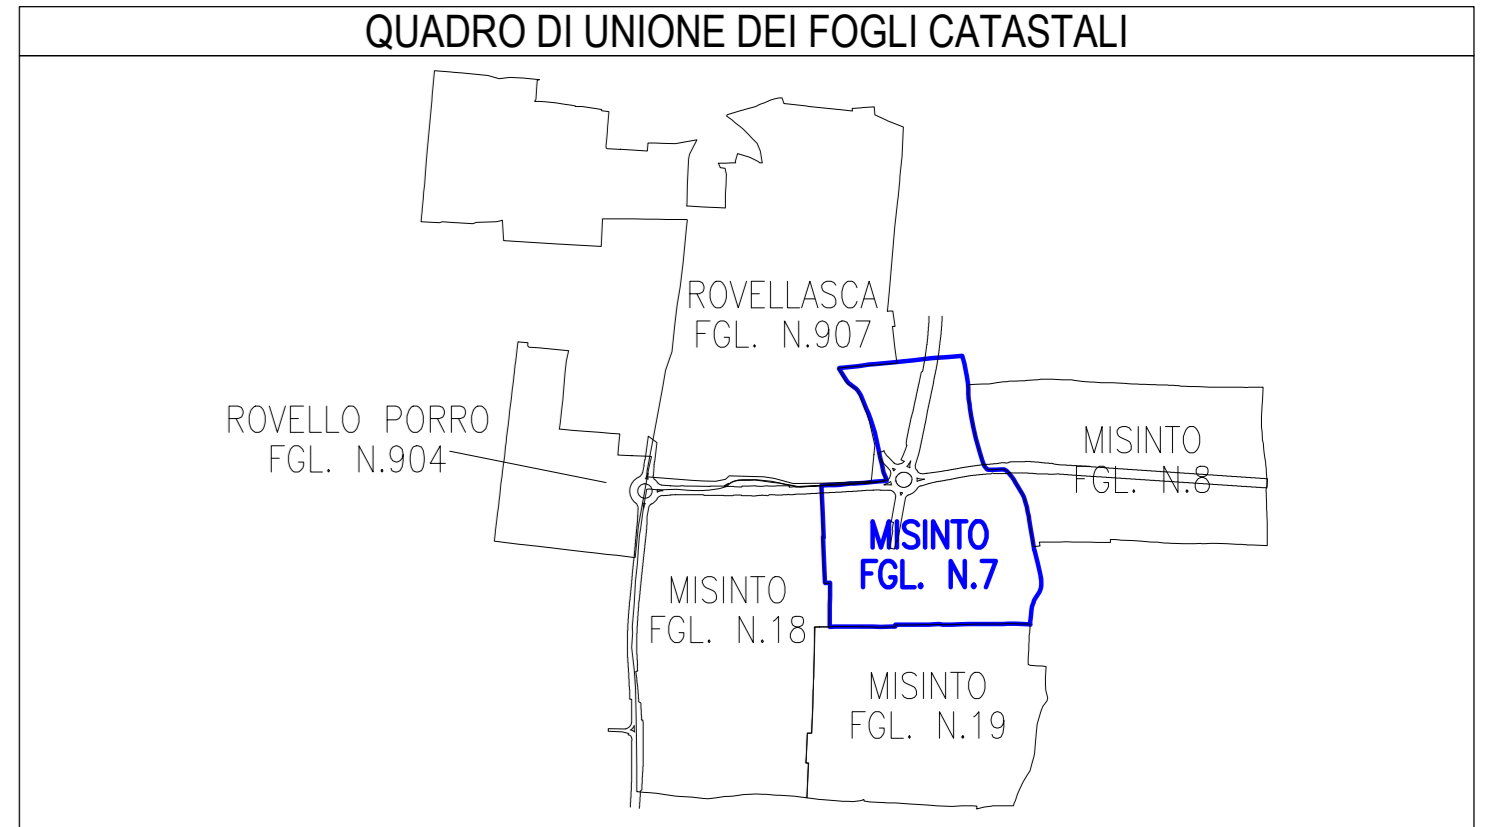 QUADRO DI UNIONE DEI FOGLI CATASTALI
ROVELLASCA
FGL. N.907
ROVELLO PORRO
FGL. N.904
MISINTO
FGL. N.8
MISINTO
FGL. N.7
MISINTO
FGL. N.18
MISINTO
FGL. N.19